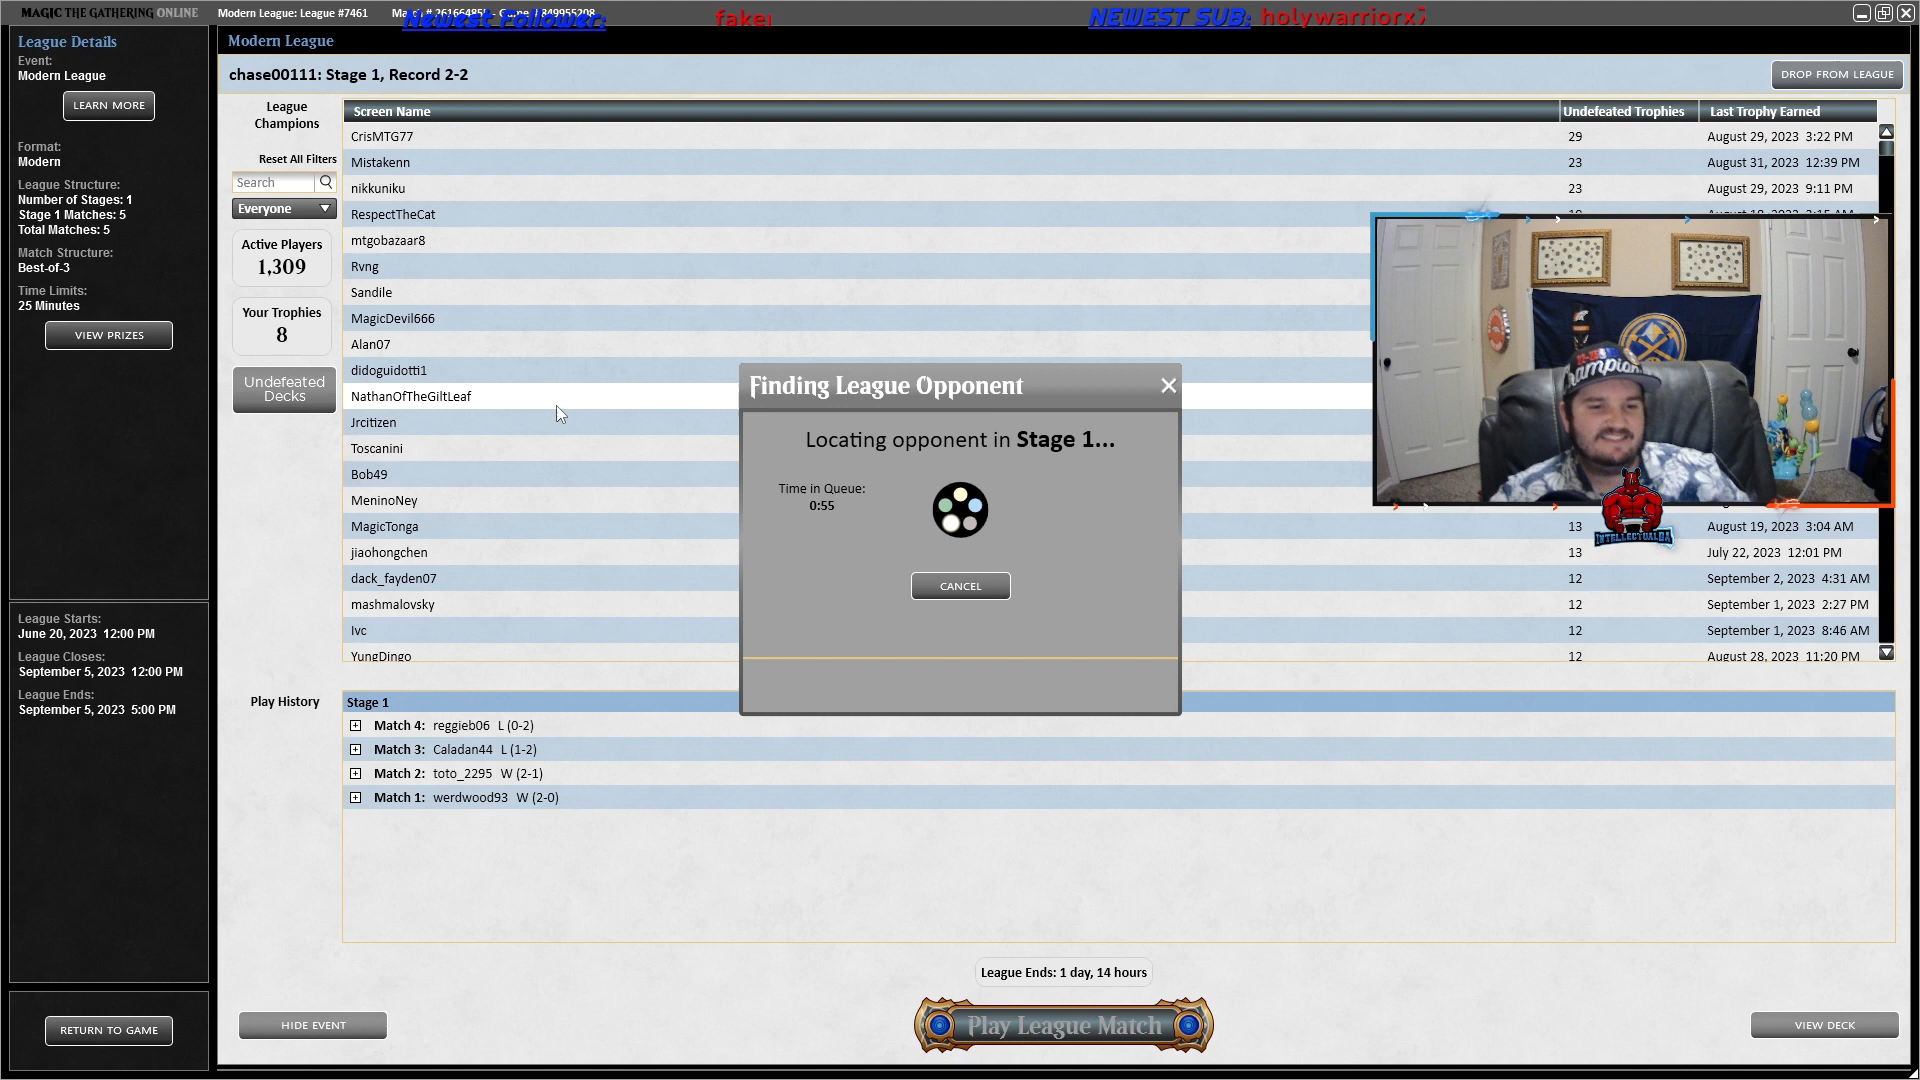 MAGIC THE GATHERING ONLINE
Modern League: League #7461
Newest Follower:
NEWEST SUB: holywarriorx7
League Details
Event:
Modern League
LEARN MORE
Format:
Modern
League Structure:
Number of Stages: 1
Stage 1 Matches: 5
Total Matches: 5
Match Structure:
Best-of-3
Time Limits:
25 Minutes
VIEW PRIZES
League Starts:
June 20, 2023 12:00 PM
League Closes:
September 5, 2023 12:00 PM
League Ends:
September 5, 2023 5:00 PM
RETURN TO GAME
Modern League
chase00111: Stage 1, Record 2-2
DROP FROM LEAGUE
League
Champions
Reset All Filters
Search
Everyone
Active Players
1,309
Your Trophies
8
Undefeated
Decks
Screen Name Undefeated Trophies Last Trophy Earned
CrisMTG77 29 August 29, 2023 3:22 PM
Mistakenn 23 August 31, 2023 12:39 PM
nikkuniku 23 August 29, 2023 9:11 PM
RespectTheCat
mtgobazaar8
Rvng
Sandile
MagicDevil666
Alan07
didoguidotti1
NathanOfTheGiltLeaf
Jrcitizen
Toscanini
Bob49
MeninoNey
MagicTonga 13 August 19, 2023 3:04 AM
jiaohongchen 13 July 22, 2023 12:01 PM
dack_fayden07 12 September 2, 2023 4:31 AM
mashmalovsky 12 September 1, 2023 2:27 PM
lvc 12 September 1, 2023 8:46 AM
YungDingo 12 August 28, 2023 11:20 PM
Finding League Opponent
Locating opponent in Stage 1...
Time in Queue:
0:55
CANCEL
Play History
Stage 1
Match 4: reggieb06 L (0-2)
Match 3: Caladan44 L (1-2)
Match 2: toto_2295 W (2-1)
Match 1: werdwood93 W (2-0)
League Ends: 1 day, 14 hours
HIDE EVENT
Play League Match
VIEW DECK